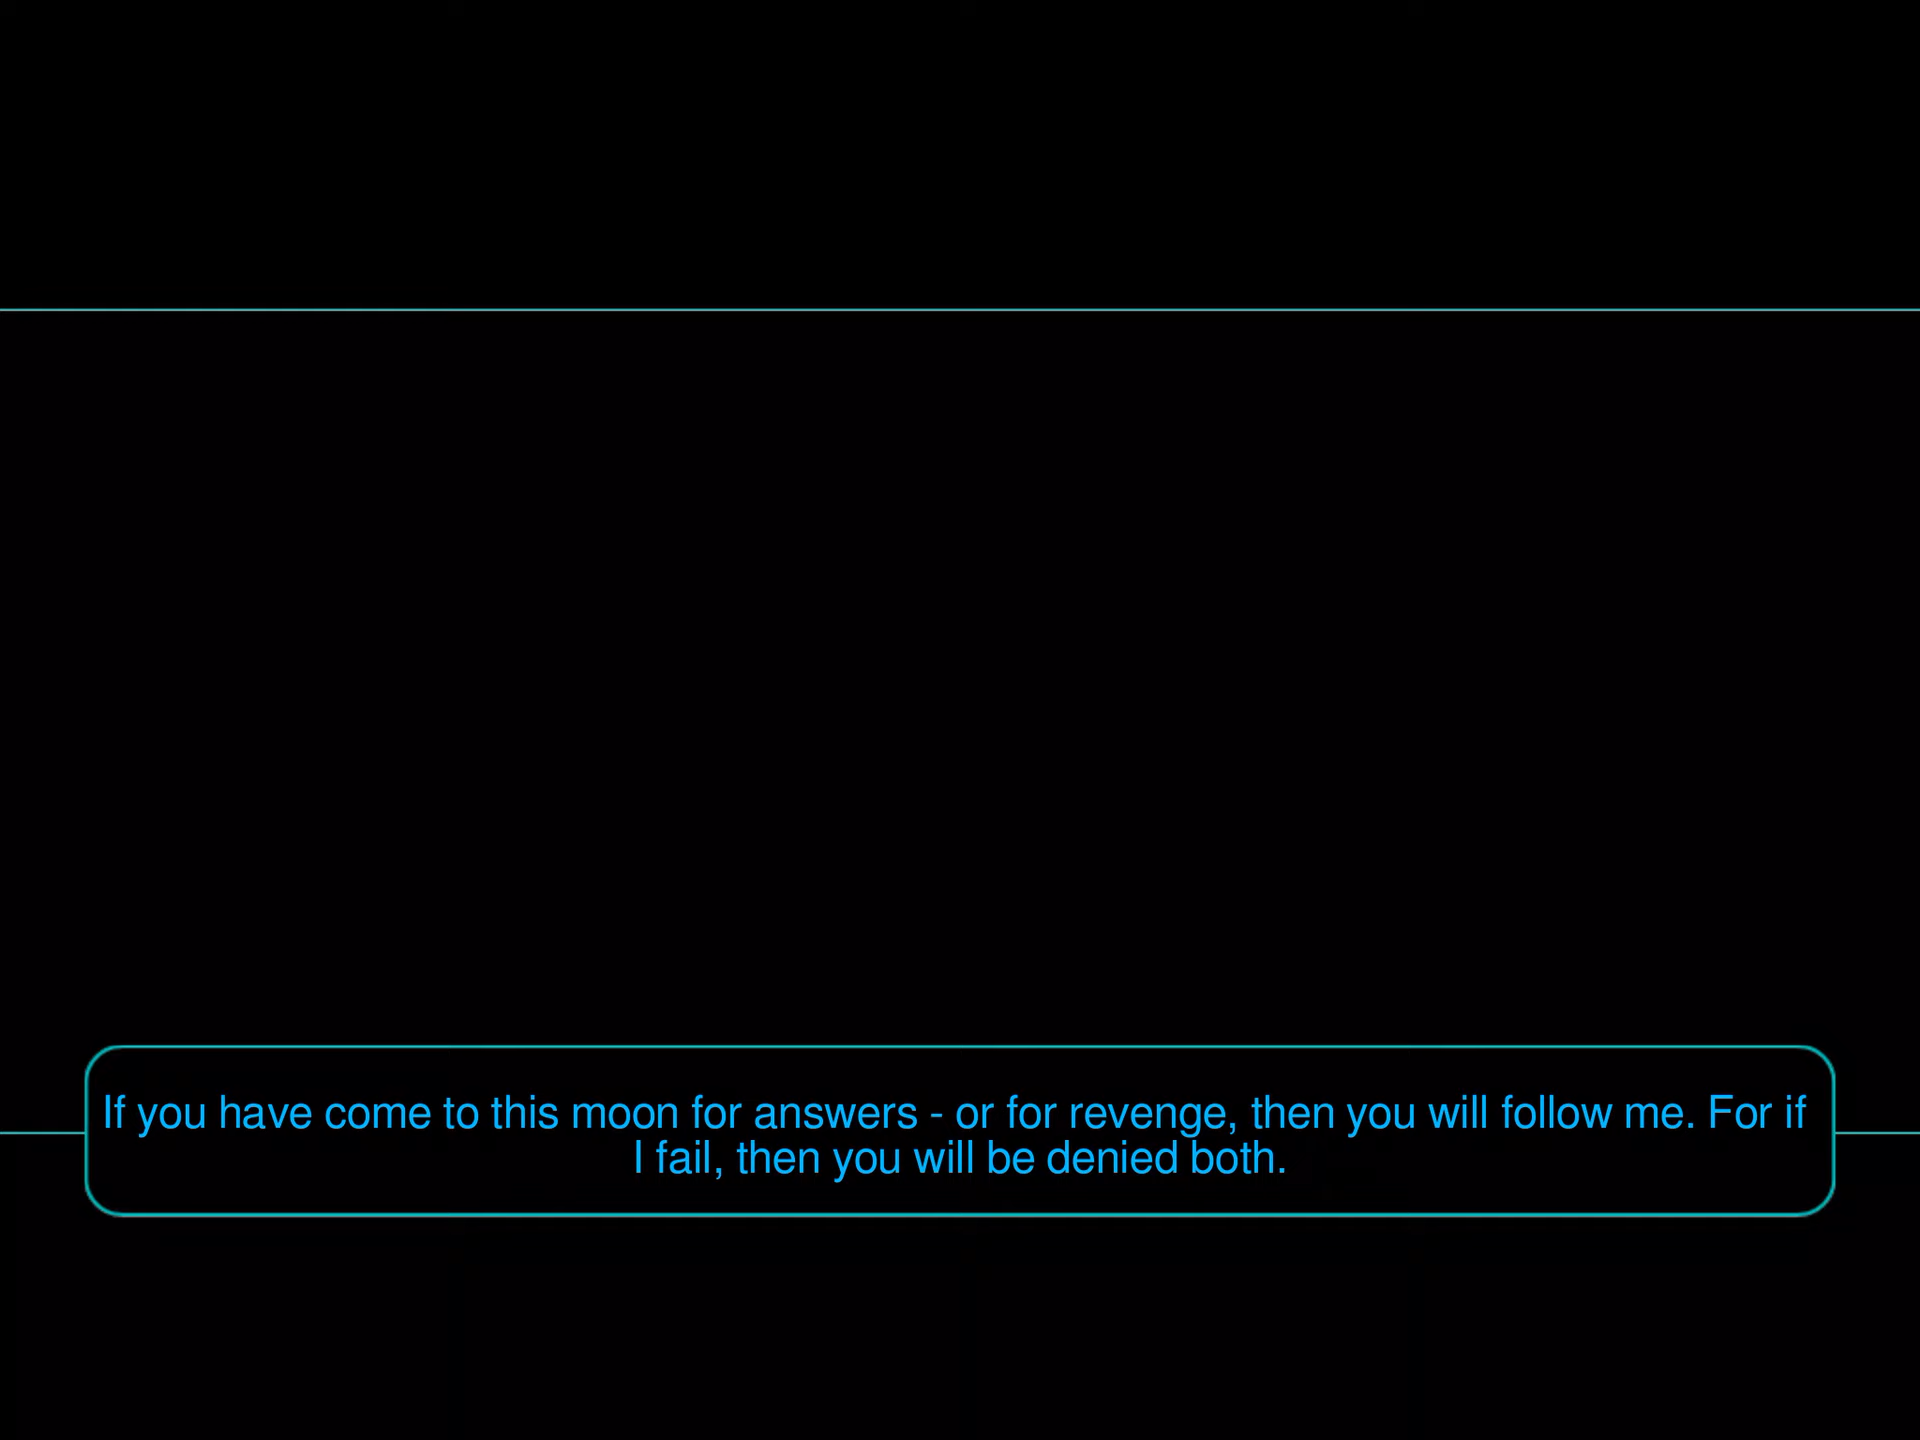 If you have come to this moon for answers - or for revenge, then you will follow me. For if
I fail, then you will be denied both.